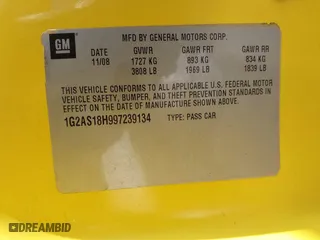 GM
MFD BY GENERAL MOTORS CORP.
DATE GVWR GAWR FRT GAWR RR
11/08 1727 KG 893 KG 834 KG
3808 LB 1969 LB 1839 LB
THIS VEHICLE CONFORMS TO ALL APPLICABLE U.S. FEDERAL MOTOR
VEHICLE SAFETY, BUMPER, AND THEFT PREVENTION STANDARDS
IN EFFECT ON THE DATE OF MANUFACTURE SHOWN ABOVE.
1G2AS18H997239134 TYPE: PASS CAR
DREAMBID